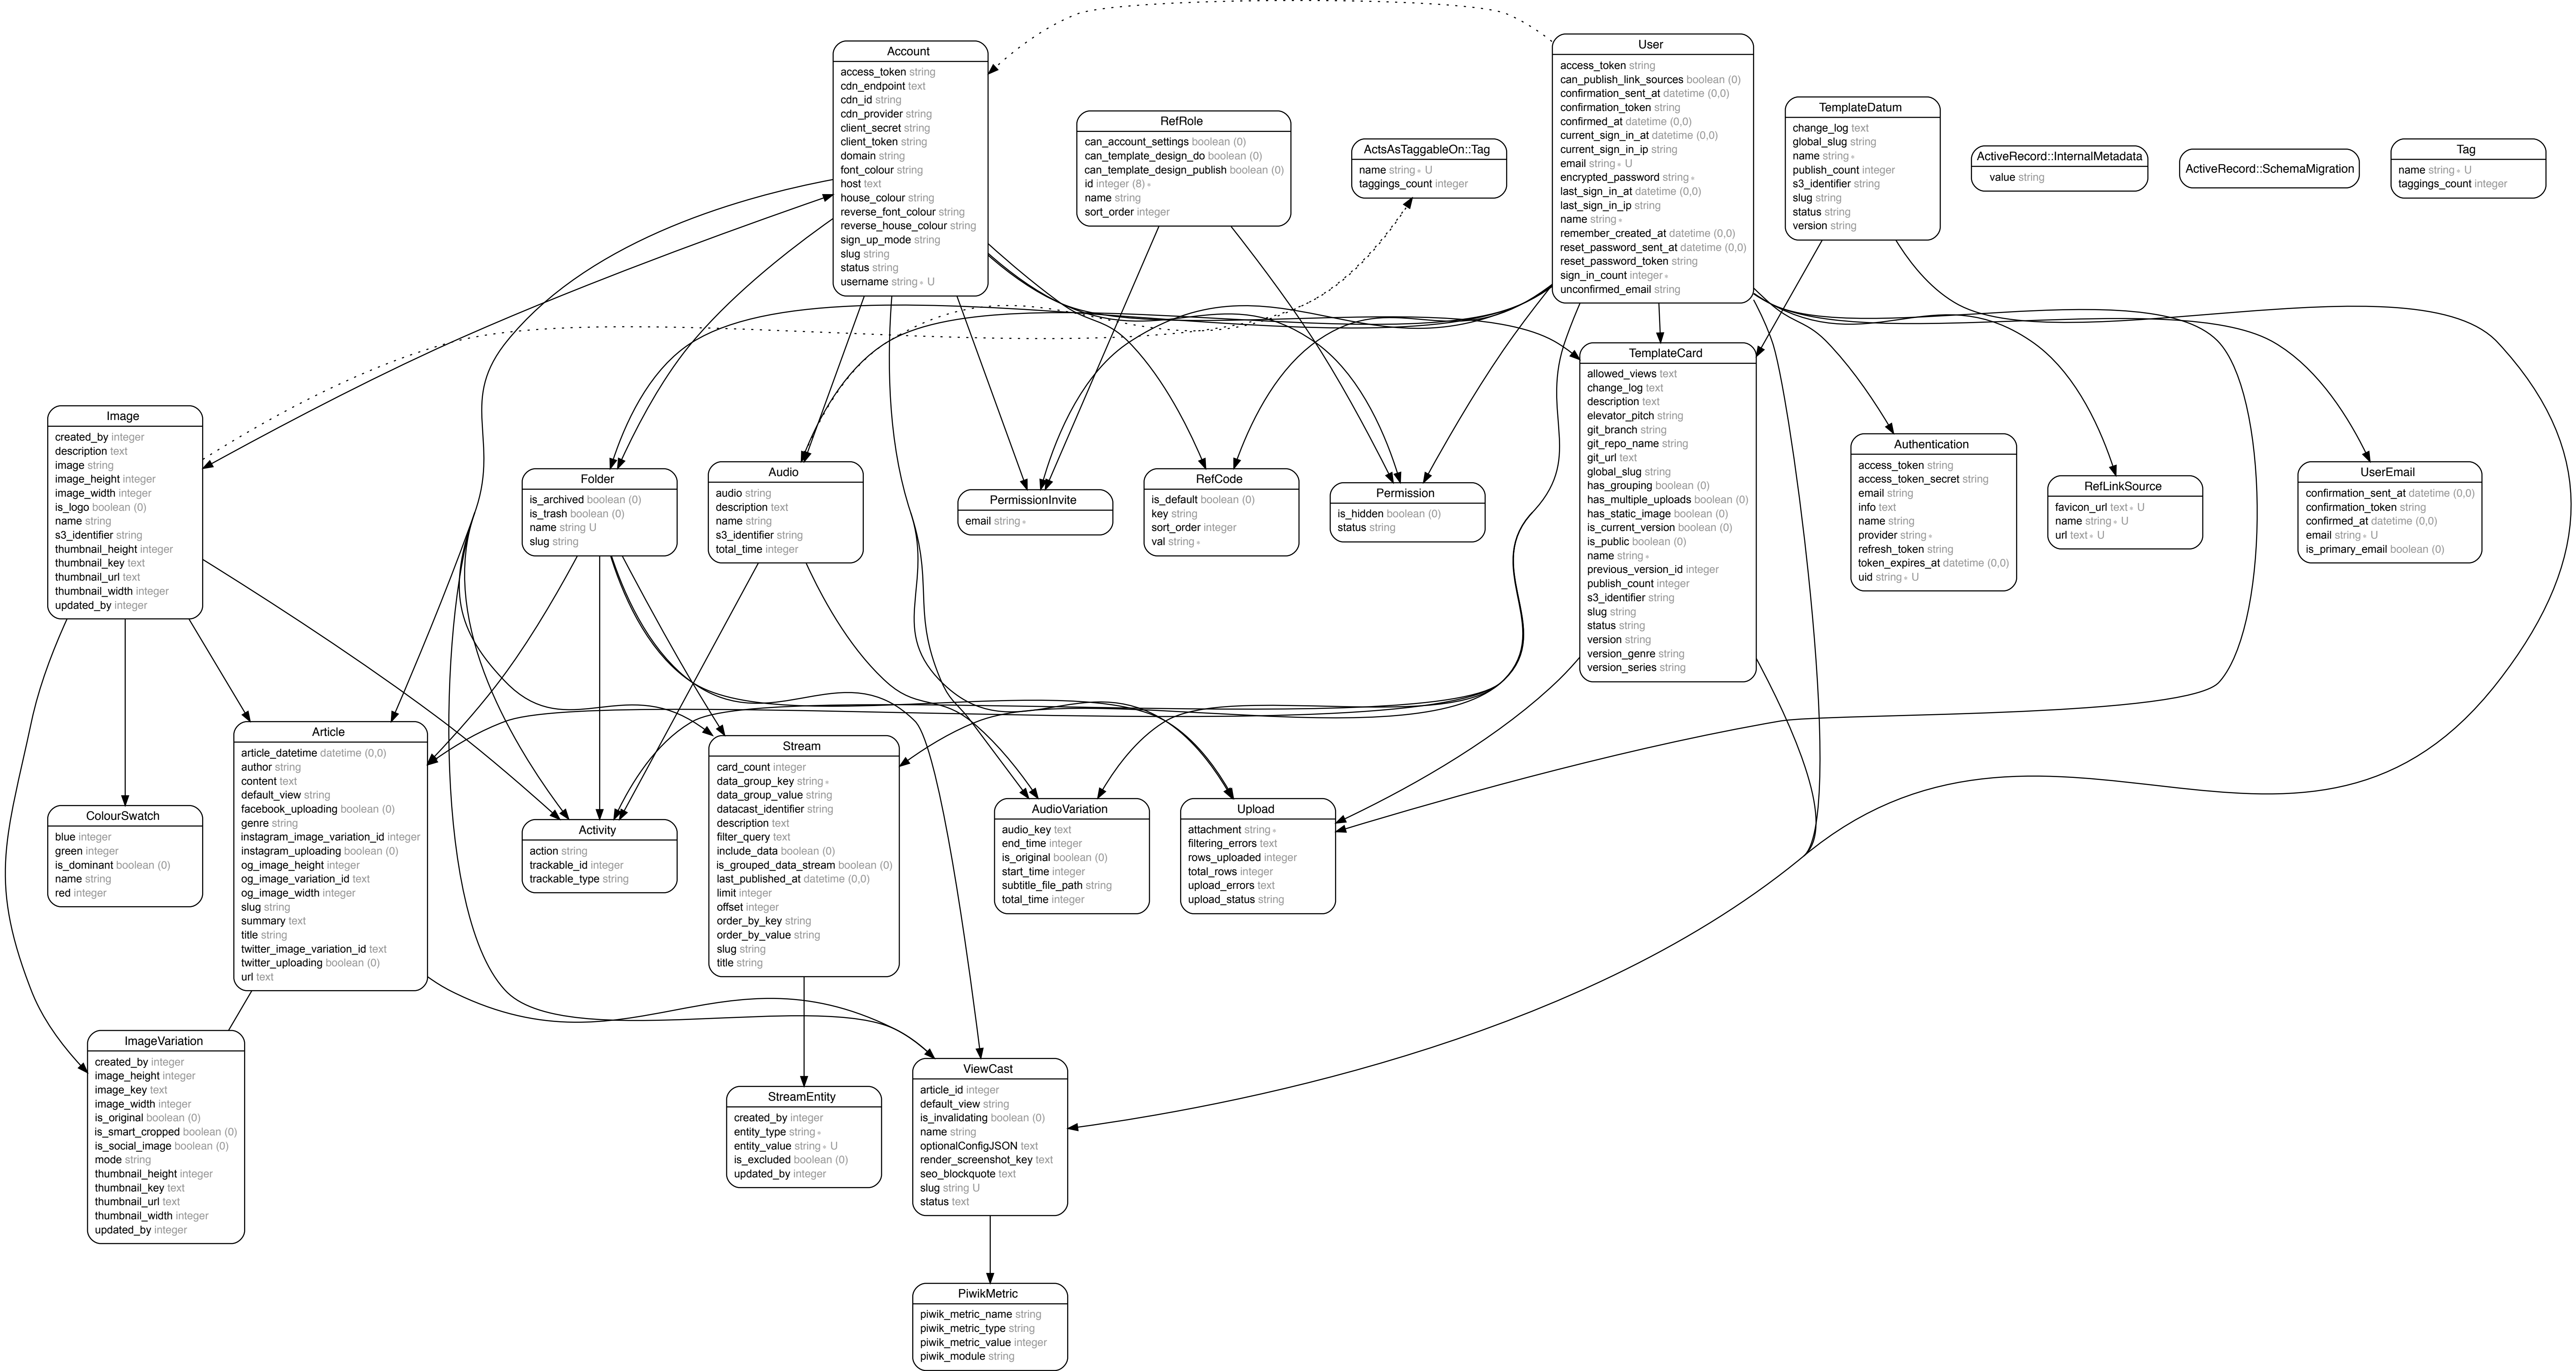 Account
access_token string
cdn_endpoint text
cdn_id string
cdn_provider string
client_secret string
client_token string
domain string
font_colour string
host text
house_colour string
reverse_font_colour string
reverse_house_colour string
sign_up_mode string
slug string
status string
username string∗ U
RefRole
can_account_settings boolean (0)
can_template_design_do boolean (0)
can_template_design_publish boolean (0)
id integer (8)∗
name string
sort_order integer
ActsAsTaggableOn::Tag
name string∗ U
taggings_count integer
User
access_token string
can_publish_link_sources boolean (0)
confirmation_sent_at datetime (0,0)
confirmation_token string
confirmed_at datetime (0,0)
current_sign_in_at datetime (0,0)
current_sign_in_ip string
email string∗ U
encrypted_password string∗
last_sign_in_at datetime (0,0)
last_sign_in_ip string
name string∗
remember_created_at datetime (0,0)
reset_password_sent_at datetime (0,0)
reset_password_token string
sign_in_count integer∗
unconfirmed_email string
TemplateDatum
change_log text
global_slug string
name string∗
publish_count integer
s3_identifier string
slug string
status string
version string
ActiveRecord::InternalMetadata
value string
ActiveRecord::SchemaMigration
Tag
name string∗ U
taggings_count integer
Image
created_by integer
description text
image string
image_height integer
image_width integer
is_logo boolean (0)
name string
s3_identifier string
thumbnail_height integer
thumbnail_key text
thumbnail_url text
thumbnail_width integer
updated_by integer
Folder
is_archived boolean (0)
is_trash boolean (0)
name string U
slug string
Audio
audio string
description text
name string
s3_identifier string
total_time integer
PermissionInvite
email string∗
RefCode
is_default boolean (0)
key string
sort_order integer
val string∗
Permission
is_hidden boolean (0)
status string
TemplateCard
allowed_views text
change_log text
description text
elevator_pitch string
git_branch string
git_repo_name string
git_url text
global_slug string
has_grouping boolean (0)
has_multiple_uploads boolean (0)
has_static_image boolean (0)
is_current_version boolean (0)
is_public boolean (0)
name string∗
previous_version_id integer
publish_count integer
s3_identifier string
slug string
status string
version string
version_genre string
version_series string
Authentication
access_token string
access_token_secret string
email string
info text
name string
provider string∗
refresh_token string
token_expires_at datetime (0,0)
uid string∗ U
RefLinkSource
favicon_url text∗ U
name string∗ U
url text∗ U
UserEmail
confirmation_sent_at datetime (0,0)
confirmation_token string
confirmed_at datetime (0,0)
email string∗ U
is_primary_email boolean (0)
ColourSwatch
blue integer
green integer
is_dominant boolean (0)
name string
red integer
Article
article_datetime datetime (0,0)
author string
content text
default_view string
facebook_uploading boolean (0)
genre string
instagram_image_variation_id integer
instagram_uploading boolean (0)
og_image_height integer
og_image_variation_id text
og_image_width integer
slug string
summary text
title string
twitter_image_variation_id text
twitter_uploading boolean (0)
url text
Activity
action string
trackable_id integer
trackable_type string
Stream
card_count integer
data_group_key string∗
data_group_value string
datacast_identifier string
description text
filter_query text
include_data boolean (0)
is_grouped_data_stream boolean (0)
last_published_at datetime (0,0)
limit integer
offset integer
order_by_key string
order_by_value string
slug string
title string
AudioVariation
audio_key text
end_time integer
is_original boolean (0)
start_time integer
subtitle_file_path string
total_time integer
Upload
attachment string∗
filtering_errors text
rows_uploaded integer
total_rows integer
upload_errors text
upload_status string
ImageVariation
created_by integer
image_height integer
image_key text
image_width integer
is_original boolean (0)
is_smart_cropped boolean (0)
is_social_image boolean (0)
mode string
thumbnail_height integer
thumbnail_key text
thumbnail_url text
thumbnail_width integer
updated_by integer
StreamEntity
created_by integer
entity_type string∗
entity_value string∗ U
is_excluded boolean (0)
updated_by integer
ViewCast
article_id integer
default_view string
is_invalidating boolean (0)
name string
optionalConfigJSON text
render_screenshot_key text
seo_blockquote text
slug string U
status text
PiwikMetric
piwik_metric_name string
piwik_metric_type string
piwik_metric_value integer
piwik_module string